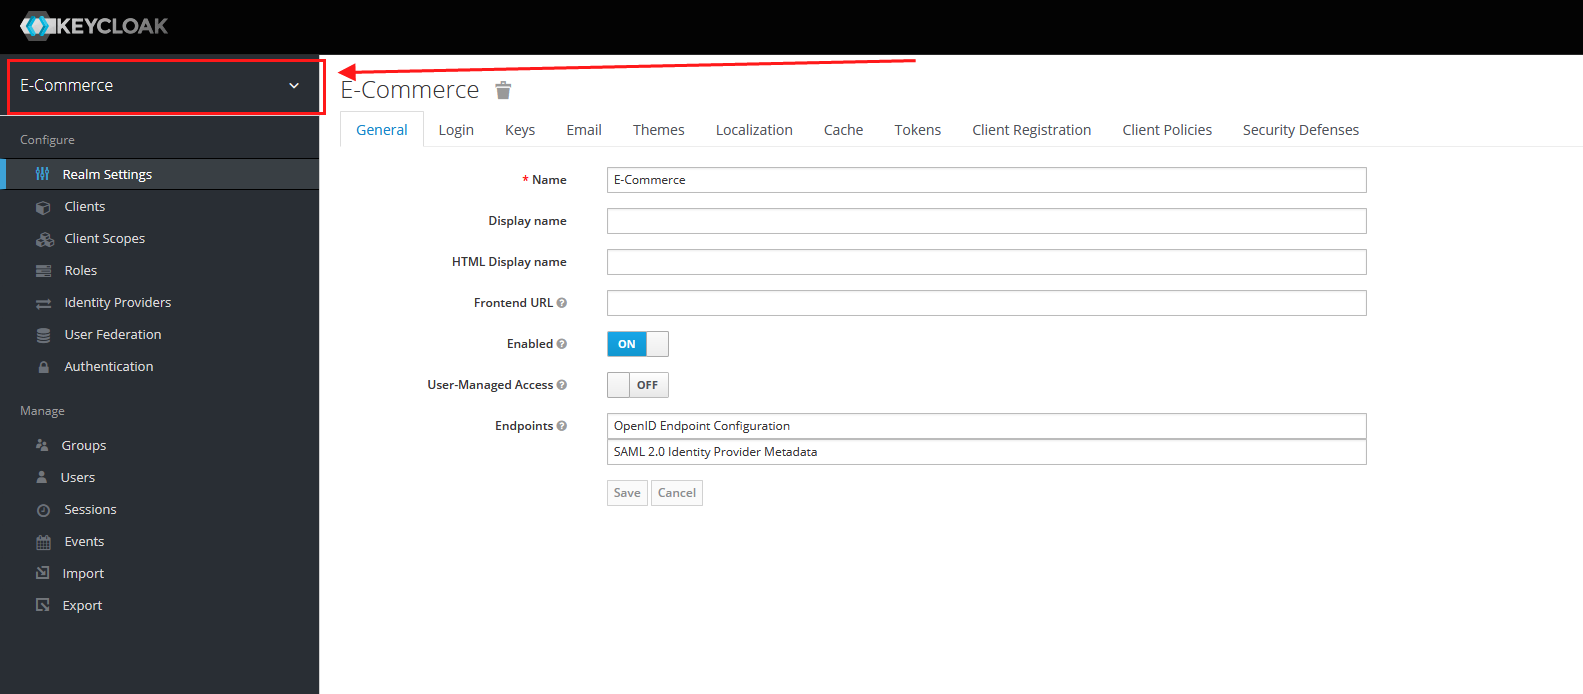 KEYCLOAK
E-Commerce
Configure
Realm Settings
Clients
Client Scopes
Roles
Identity Providers
User Federation
Authentication
Manage
Groups
Users
Sessions
Events
Import
Export
E-Commerce
General Login Keys Email Themes Localization Cache Tokens Client Registration Client Policies Security Defenses
* Name E-Commerce
Display name
HTML Display name
Frontend URL ?
Enabled ? ON
User-Managed Access ? OFF
Endpoints ? OpenID Endpoint Configuration
SAML 2.0 Identity Provider Metadata
Save Cancel